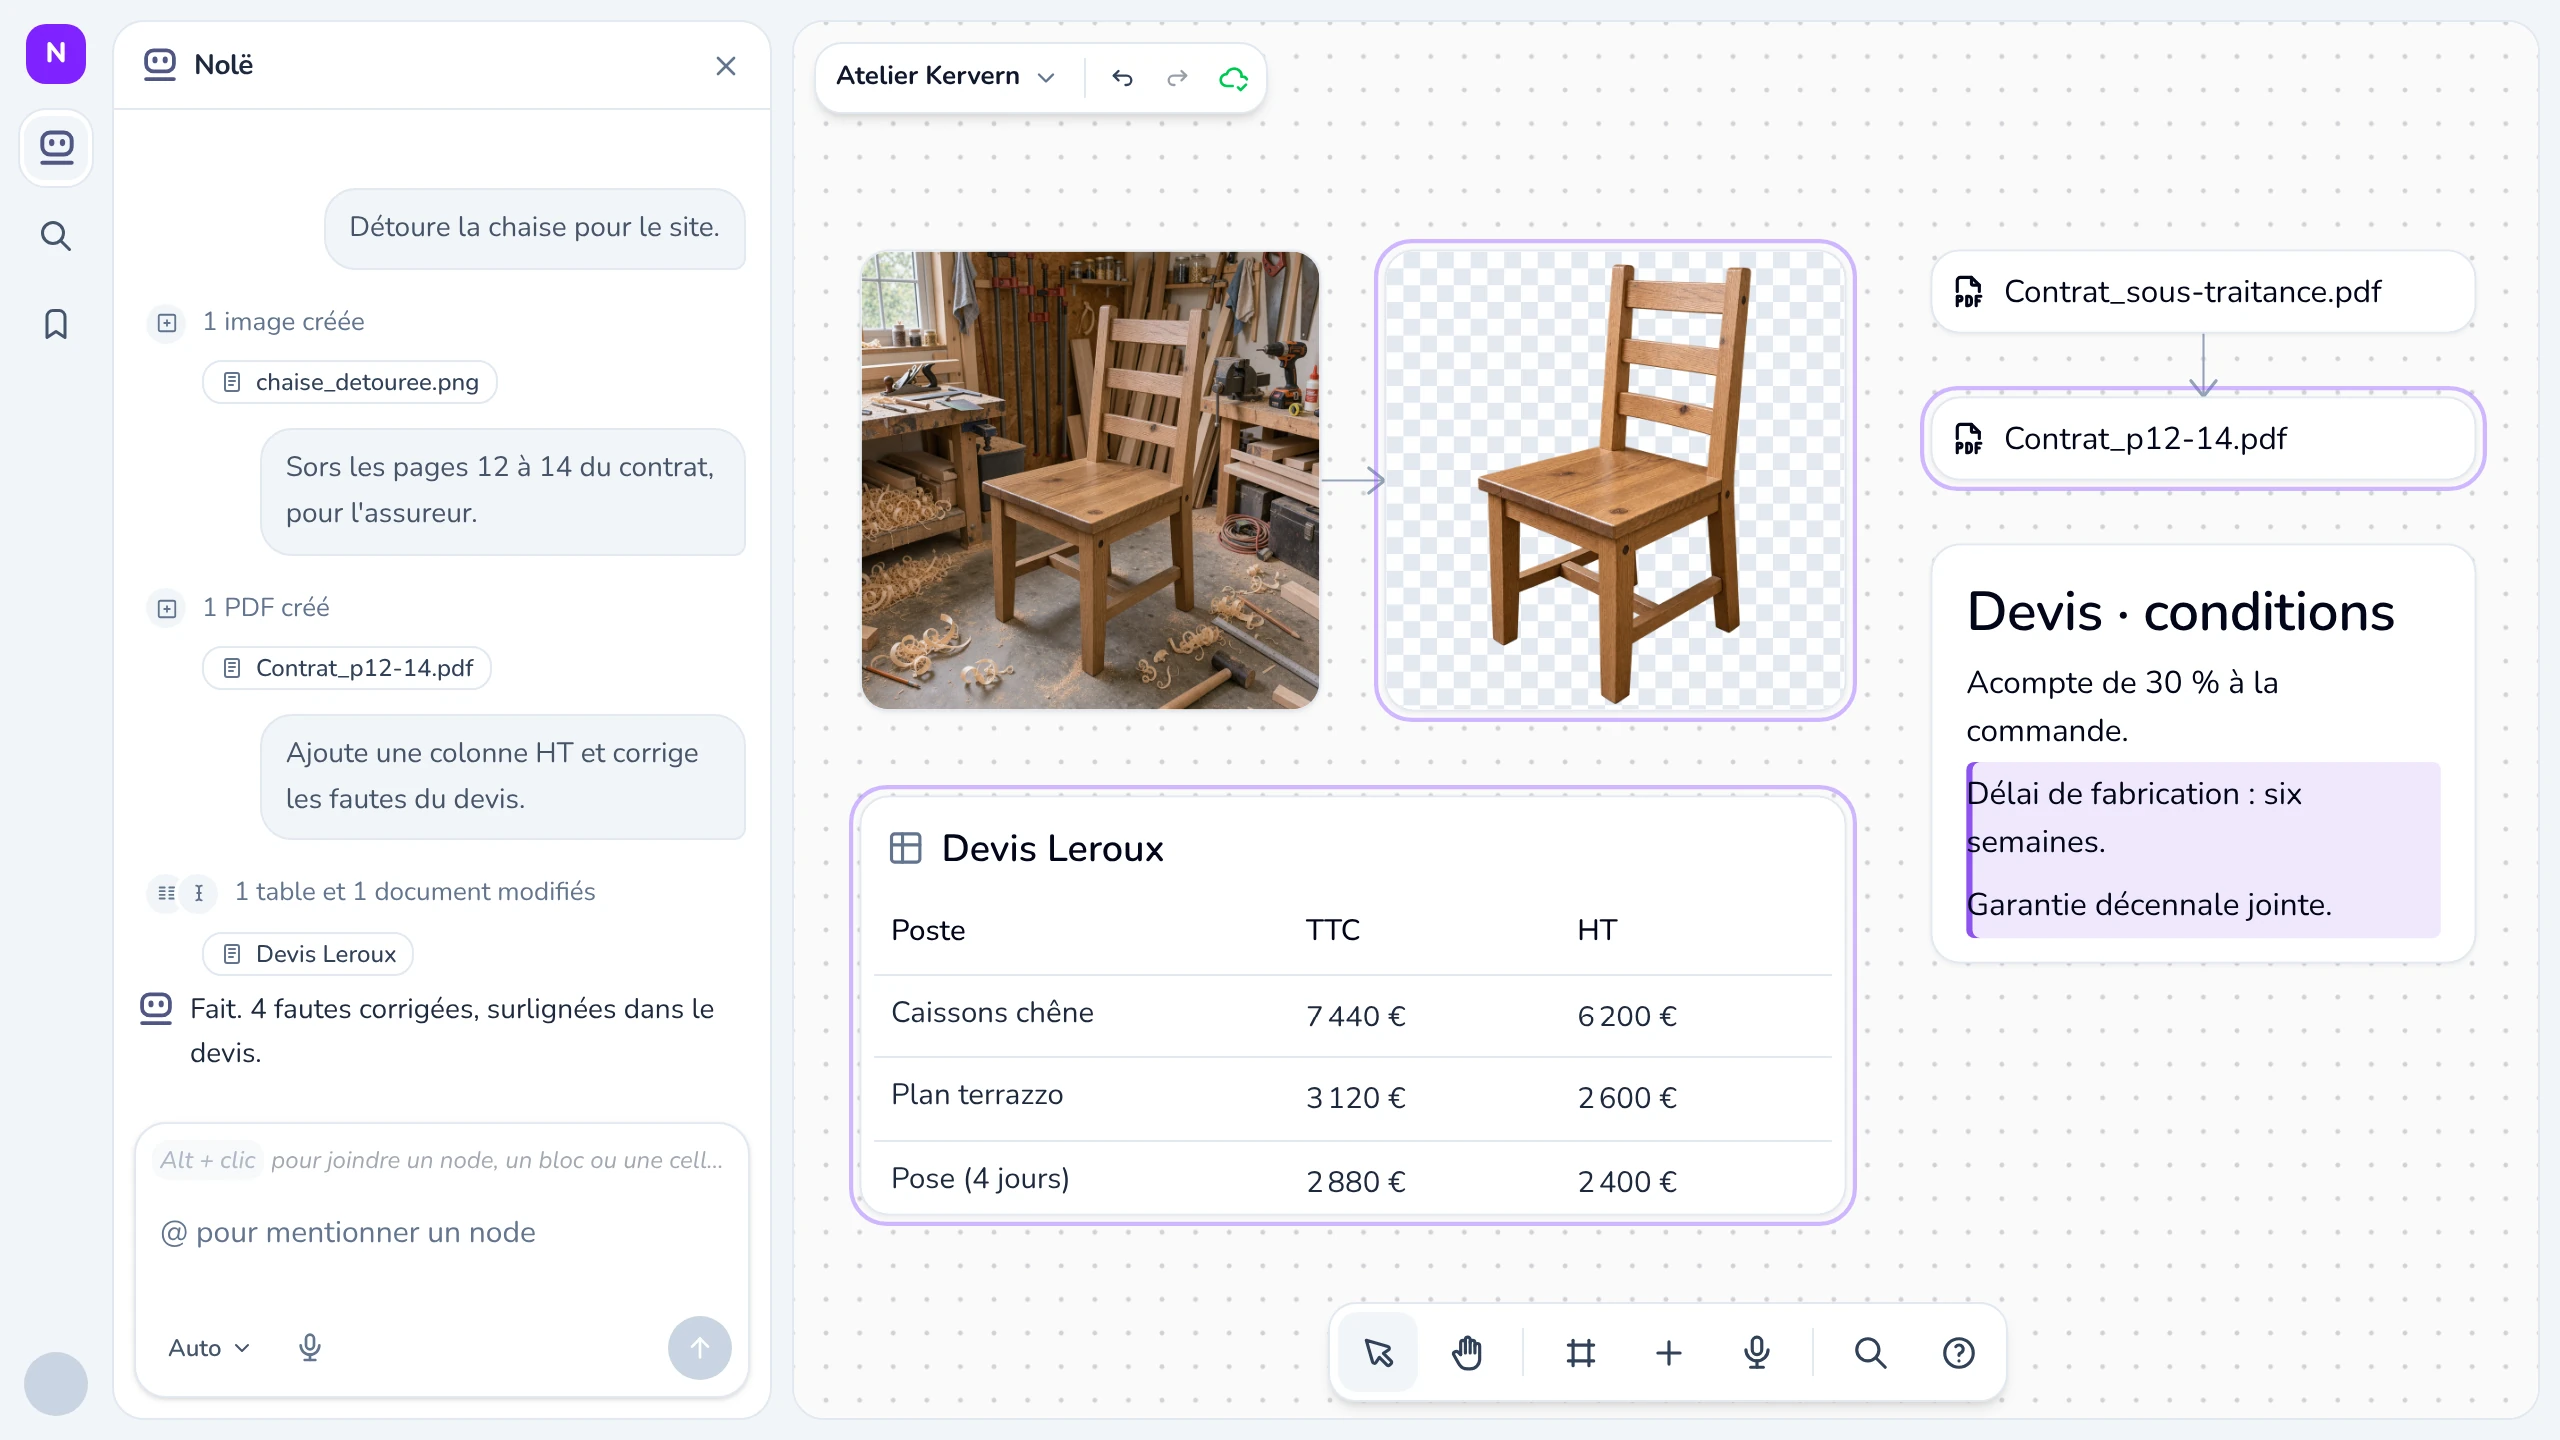 N
Nolë
Détoure la chaise pour le site.
1 image créée
chaise_detouree.png
Sors les pages 12 à 14 du contrat,
pour l'assureur.
1 PDF créé
Contrat_p12-14.pdf
Ajoute une colonne HT et corrige
les fautes du devis.
1 table et 1 document modifiés
Devis Leroux
Fait. 4 fautes corrigées, surlignées dans le
devis.
Alt + clic pour joindre un node, un bloc ou une cell...
@ pour mentionner un node
Auto
Atelier Kervern
PDF Contrat_sous-traitance.pdf
PDF Contrat_p12-14.pdf
Devis · conditions
Acompte de 30 % à la
commande.
Délai de fabrication : six
semaines.
Garantie décennale jointe.
Devis Leroux
Poste TTC HT
Caissons chêne 7 440 € 6 200 €
Plan terrazzo 3 120 € 2 600 €
Pose (4 jours) 2 880 € 2 400 €